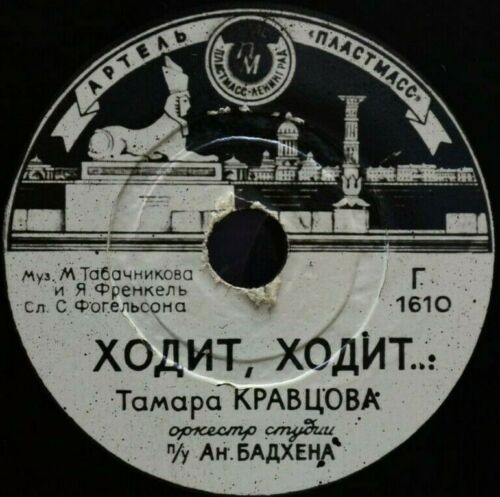 АРТЕЛЬ «ПЛАСТМАСС»
ПМ
ПЛАСТМАСС-ЛЕНИНГРАД
Муз. М Табачникова
и Я Френкель
Сл. С. Фогельсона
Г
1610
ХОДИТ, ХОДИТ...
Тамара КРАВЦОВА
оркестр студии
п/у Ан. БАДХЕНА